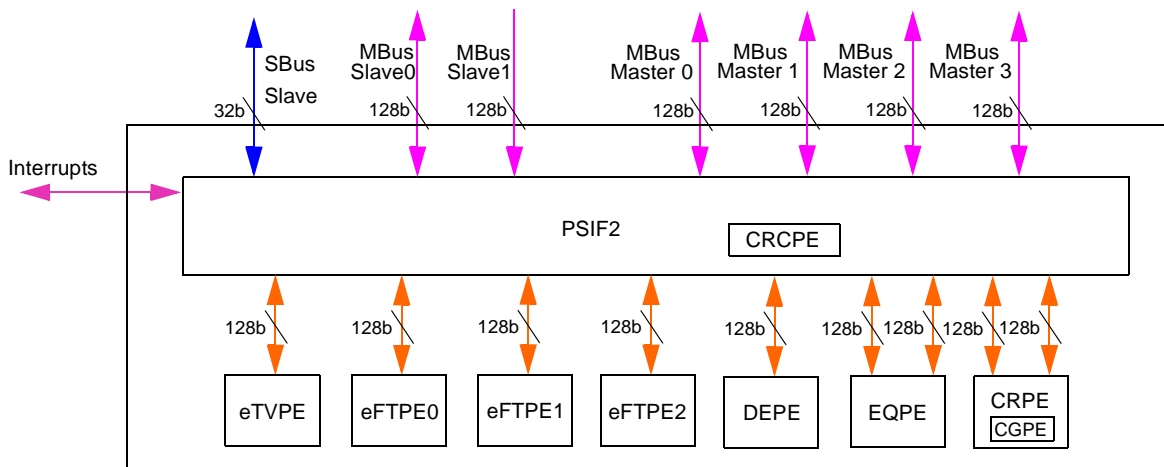 SBus
Slave
MBus
Slave0
MBus
Slave1
MBus
Master 0
MBus
Master 1
MBus
Master 2
MBus
Master 3
32b
128b
128b
128b
128b
128b
128b
Interrupts
PSIF2
CRCPE
128b
128b
128b
128b
128b
128b
128b
128b
128b
eTVPE
eFTPE0
eFTPE1
eFTPE2
DEPE
EQPE
CRPE
CGPE